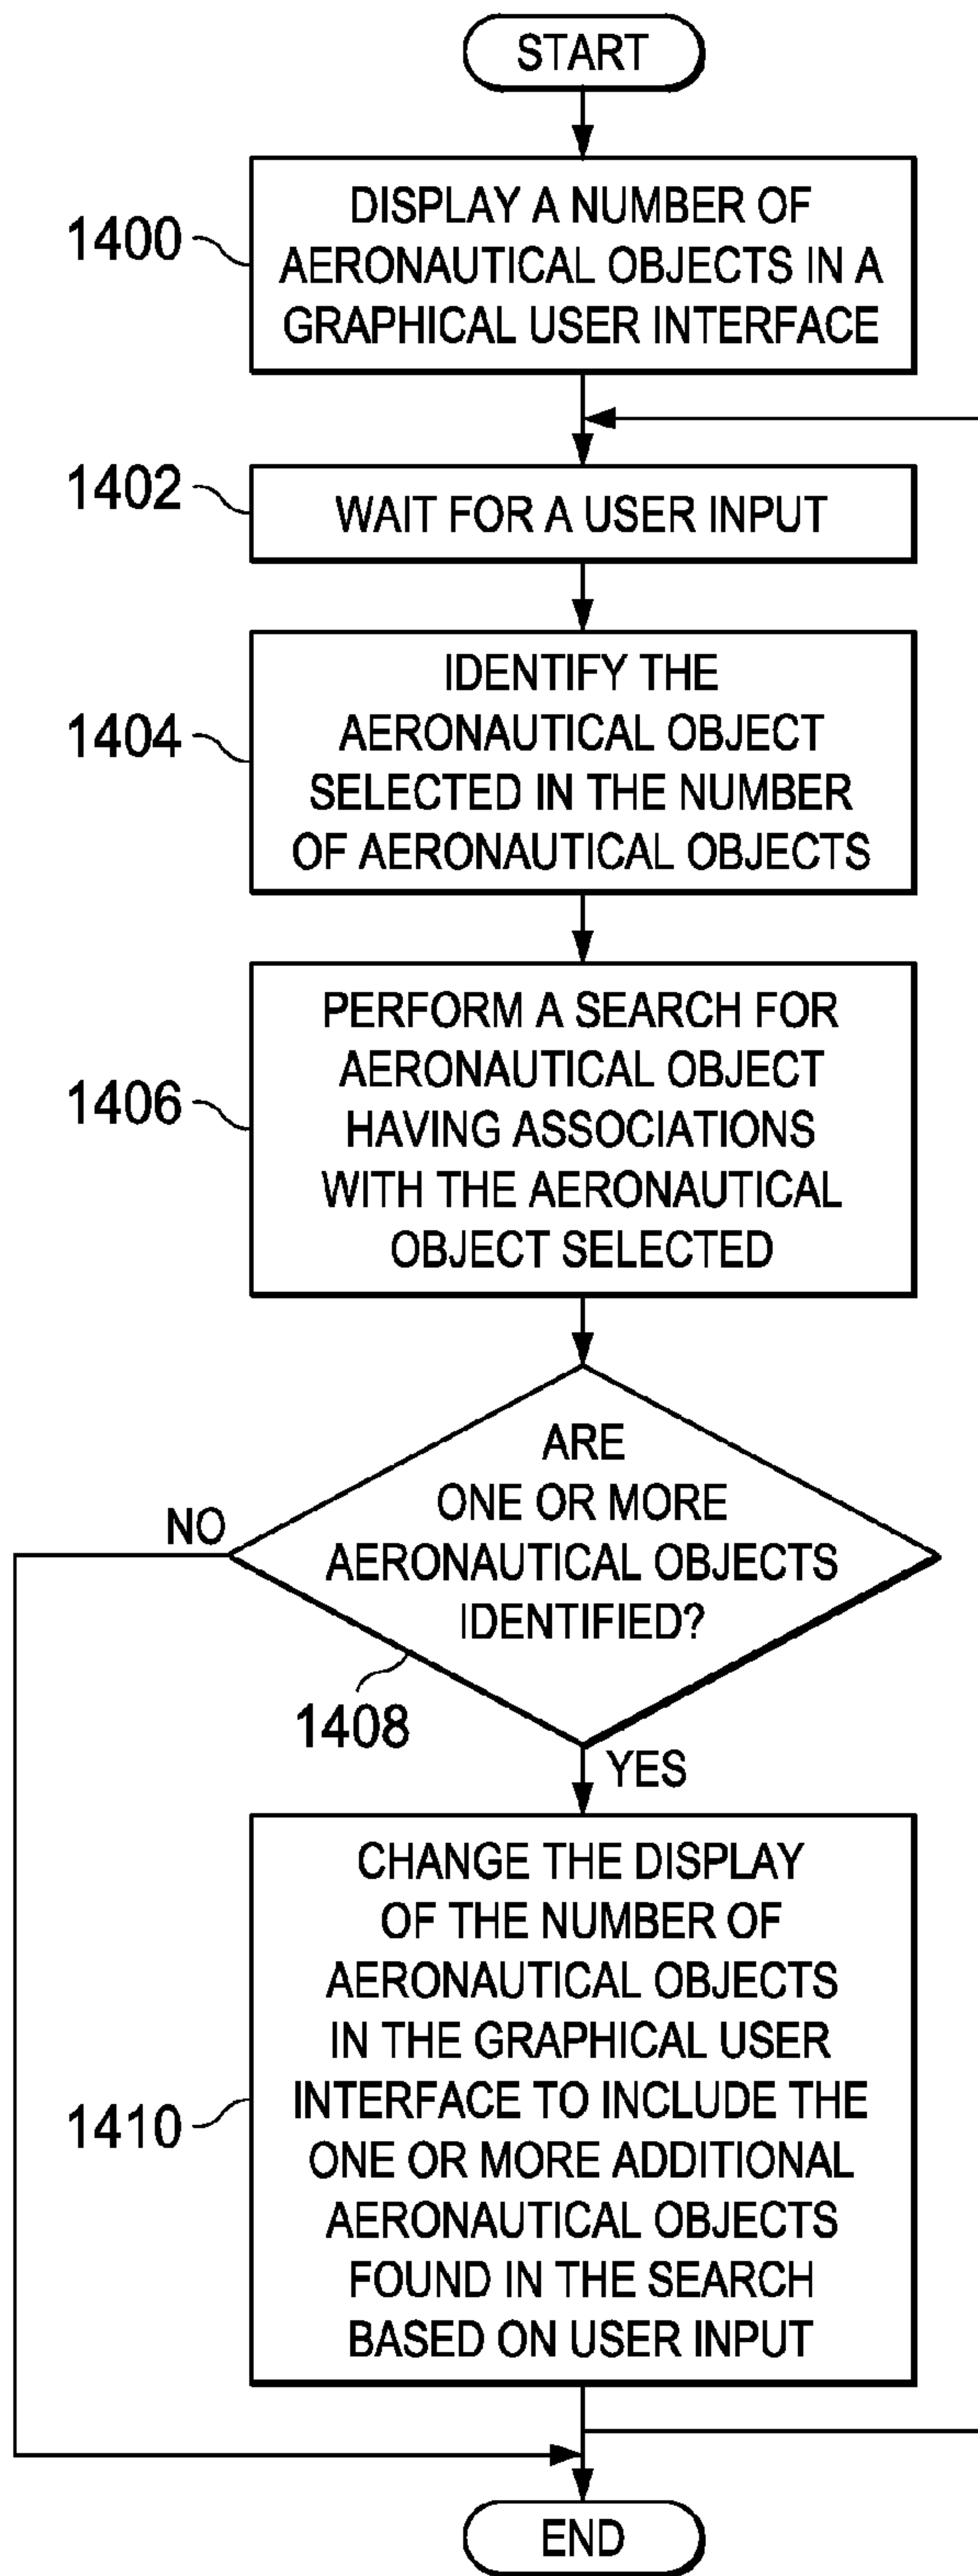 START
1400
DISPLAY A NUMBER OF
AERONAUTICAL OBJECTS IN A
GRAPHICAL USER INTERFACE
1402
WAIT FOR A USER INPUT
1404
IDENTIFY THE
AERONAUTICAL OBJECT
SELECTED IN THE NUMBER
OF AERONAUTICAL OBJECTS
1406
PERFORM A SEARCH FOR
AERONAUTICAL OBJECT
HAVING ASSOCIATIONS
WITH THE AERONAUTICAL
OBJECT SELECTED
ARE
ONE OR MORE
AERONAUTICAL OBJECTS
IDENTIFIED?
NO
1408
YES
1410
CHANGE THE DISPLAY
OF THE NUMBER OF
AERONAUTICAL OBJECTS
IN THE GRAPHICAL USER
INTERFACE TO INCLUDE THE
ONE OR MORE ADDITIONAL
AERONAUTICAL OBJECTS
FOUND IN THE SEARCH
BASED ON USER INPUT
END